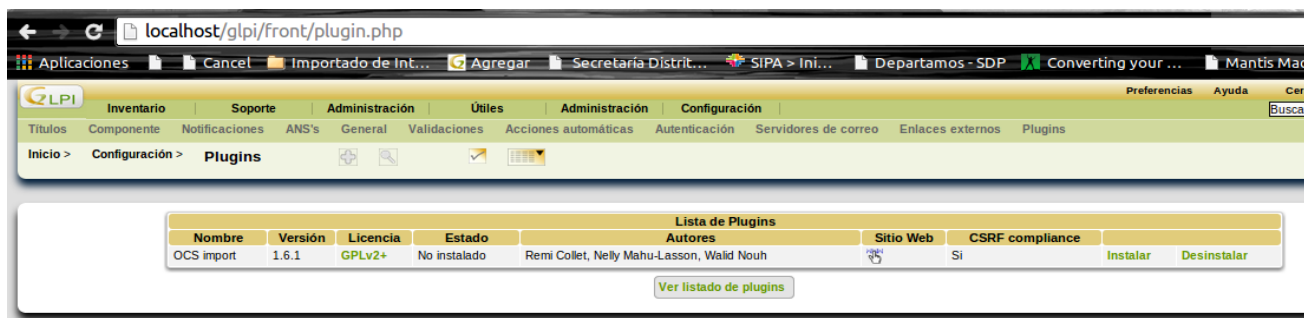 localhost/glpi/front/plugin.php
Aplicaciones Cancel Importado de Int... Agregar Secretaría Distrit... SIPA > Ini... Departamos - SDP Converting your ... Mantis Mac
GLPI Preferencias Ayuda Cer
Inventario Soporte Administración Útiles Administración Configuración Busca
Títulos Componente Notificaciones ANS's General Validaciones Acciones automáticas Autenticación Servidores de correo Enlaces externos Plugins
Inicio > Configuración > Plugins
Lista de Plugins
Nombre Versión Licencia Estado Autores Sitio Web CSRF compliance
OCS import 1.6.1 GPLv2+ No instalado Remi Collet, Nelly Mahu-Lasson, Walid Nouh Si Instalar Desinstalar
Ver listado de plugins